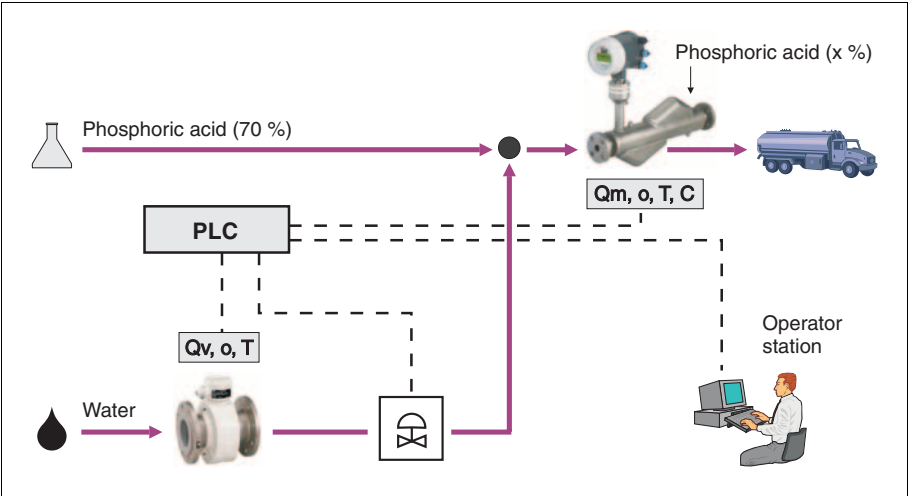 Phosphoric acid (x %)
Phosphoric acid (70 %)
Qm, o, T, C
PLC
Qv, o, T
Operator
station
Water